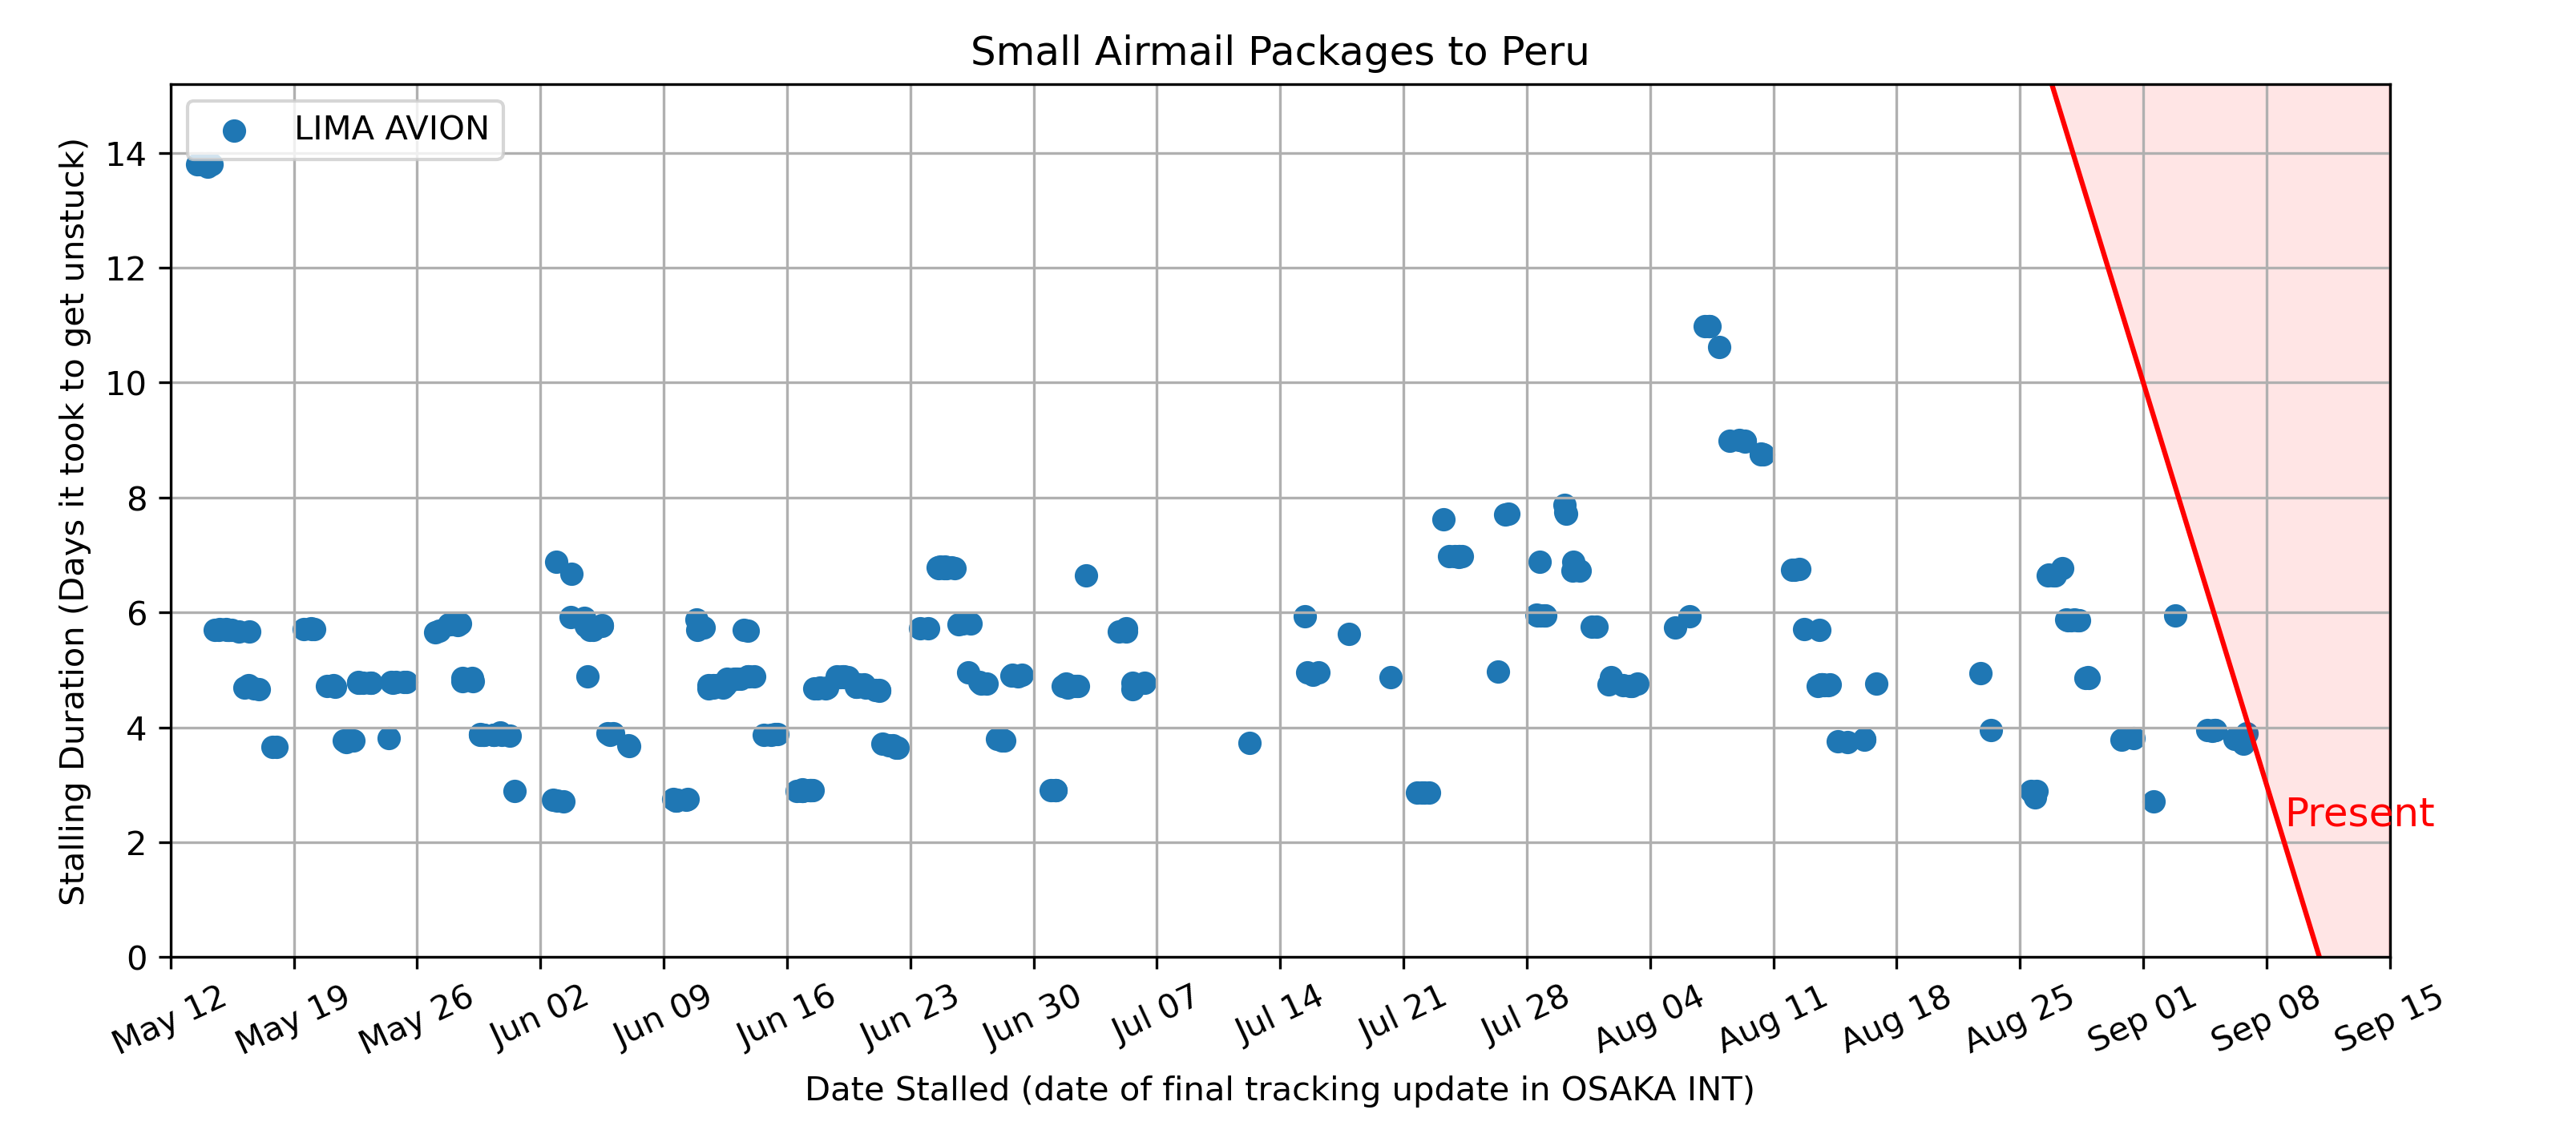 Small Airmail Packages to Peru
LIMA AVION
Stalling Duration (Days it took to get unstuck)
14
12
10
8
6
4
2
0
Present
May 12
May 19
May 26
Jun 02
Jun 09
Jun 16
Jun 23
Jun 30
Jul 07
Jul 14
Jul 21
Jul 28
Aug 04
Aug 11
Aug 18
Aug 25
Sep 01
Sep 08
Sep 15
Date Stalled (date of final tracking update in OSAKA INT)